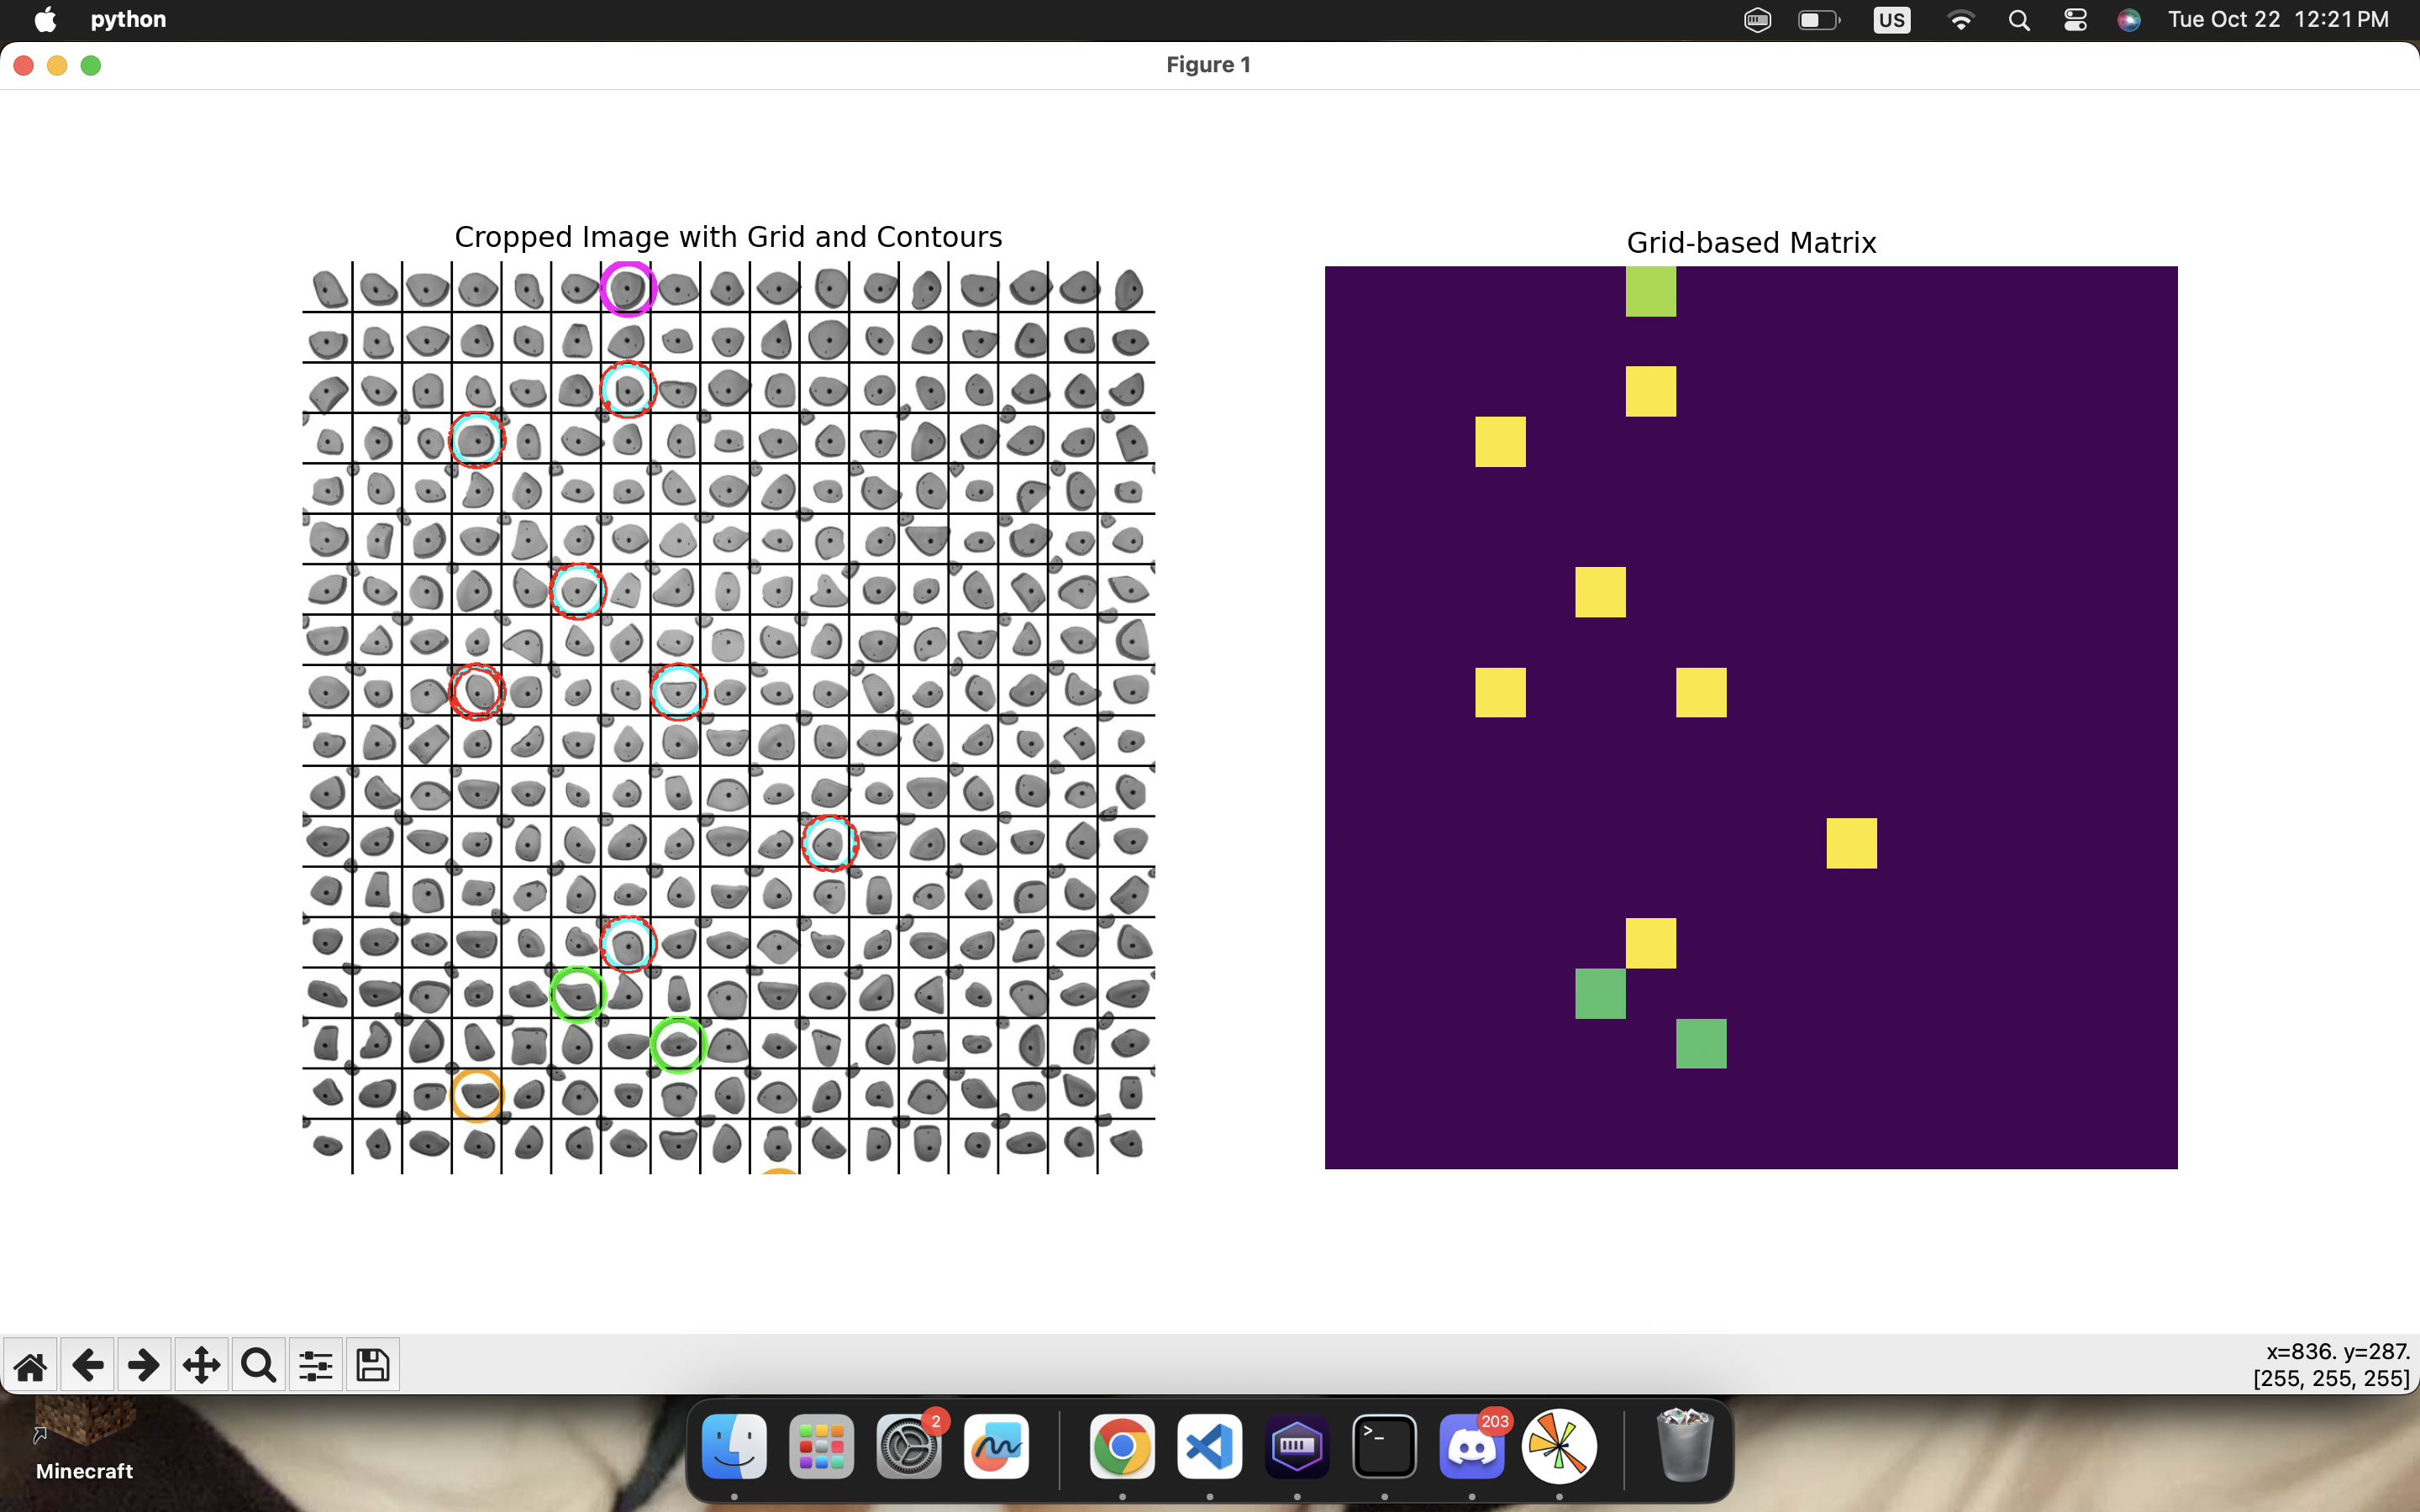 python
US
Tue Oct 22 12:21 PM
Figure 1
Cropped Image with Grid and Contours
Grid-based Matrix
x=836. y=287.
[255, 255, 255]
2
203
>_
Minecraft